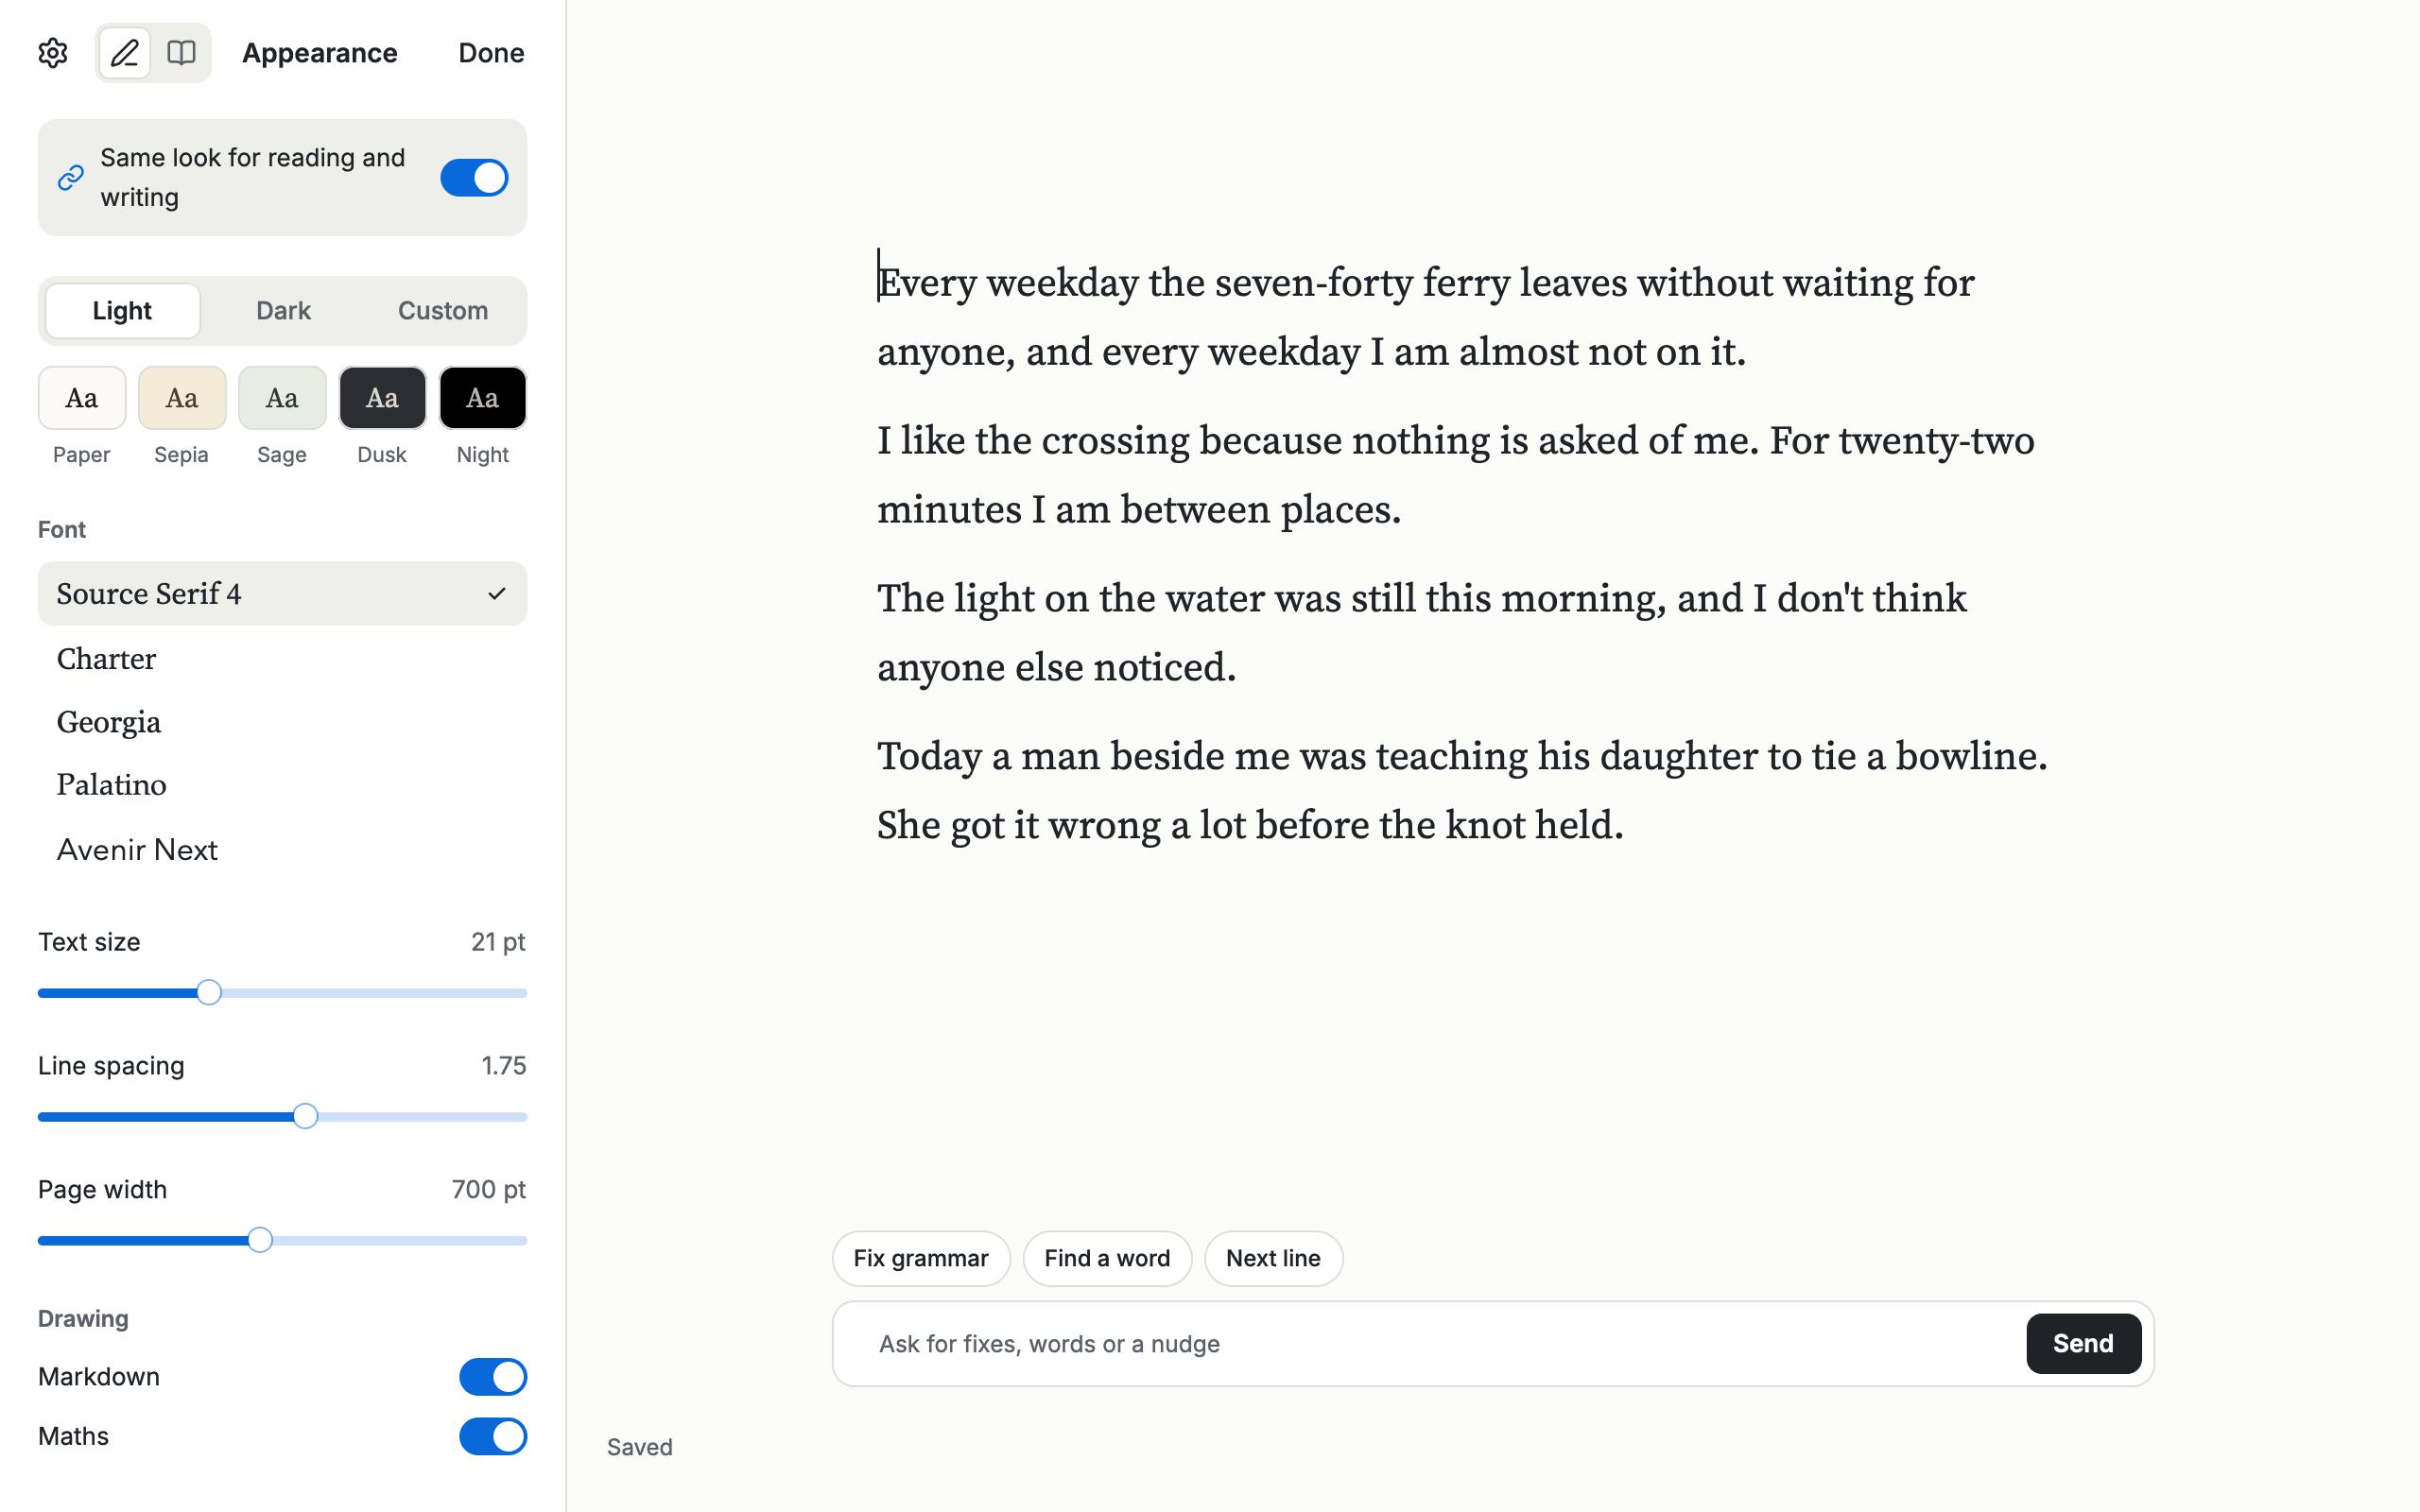 Appearance
Done
Same look for reading and
writing
Light
Dark
Custom
Aa
Aa
Aa
Aa
Aa
Paper
Sepia
Sage
Dusk
Night
Font
Source Serif 4
Charter
Georgia
Palatino
Avenir Next
Text size
21 pt
Line spacing
1.75
Page width
700 pt
Drawing
Markdown
Maths
Every weekday the seven-forty ferry leaves without waiting for
anyone, and every weekday I am almost not on it.
I like the crossing because nothing is asked of me. For twenty-two
minutes I am between places.
The light on the water was still this morning, and I don't think
anyone else noticed.
Today a man beside me was teaching his daughter to tie a bowline.
She got it wrong a lot before the knot held.
Fix grammar
Find a word
Next line
Ask for fixes, words or a nudge
Send
Saved